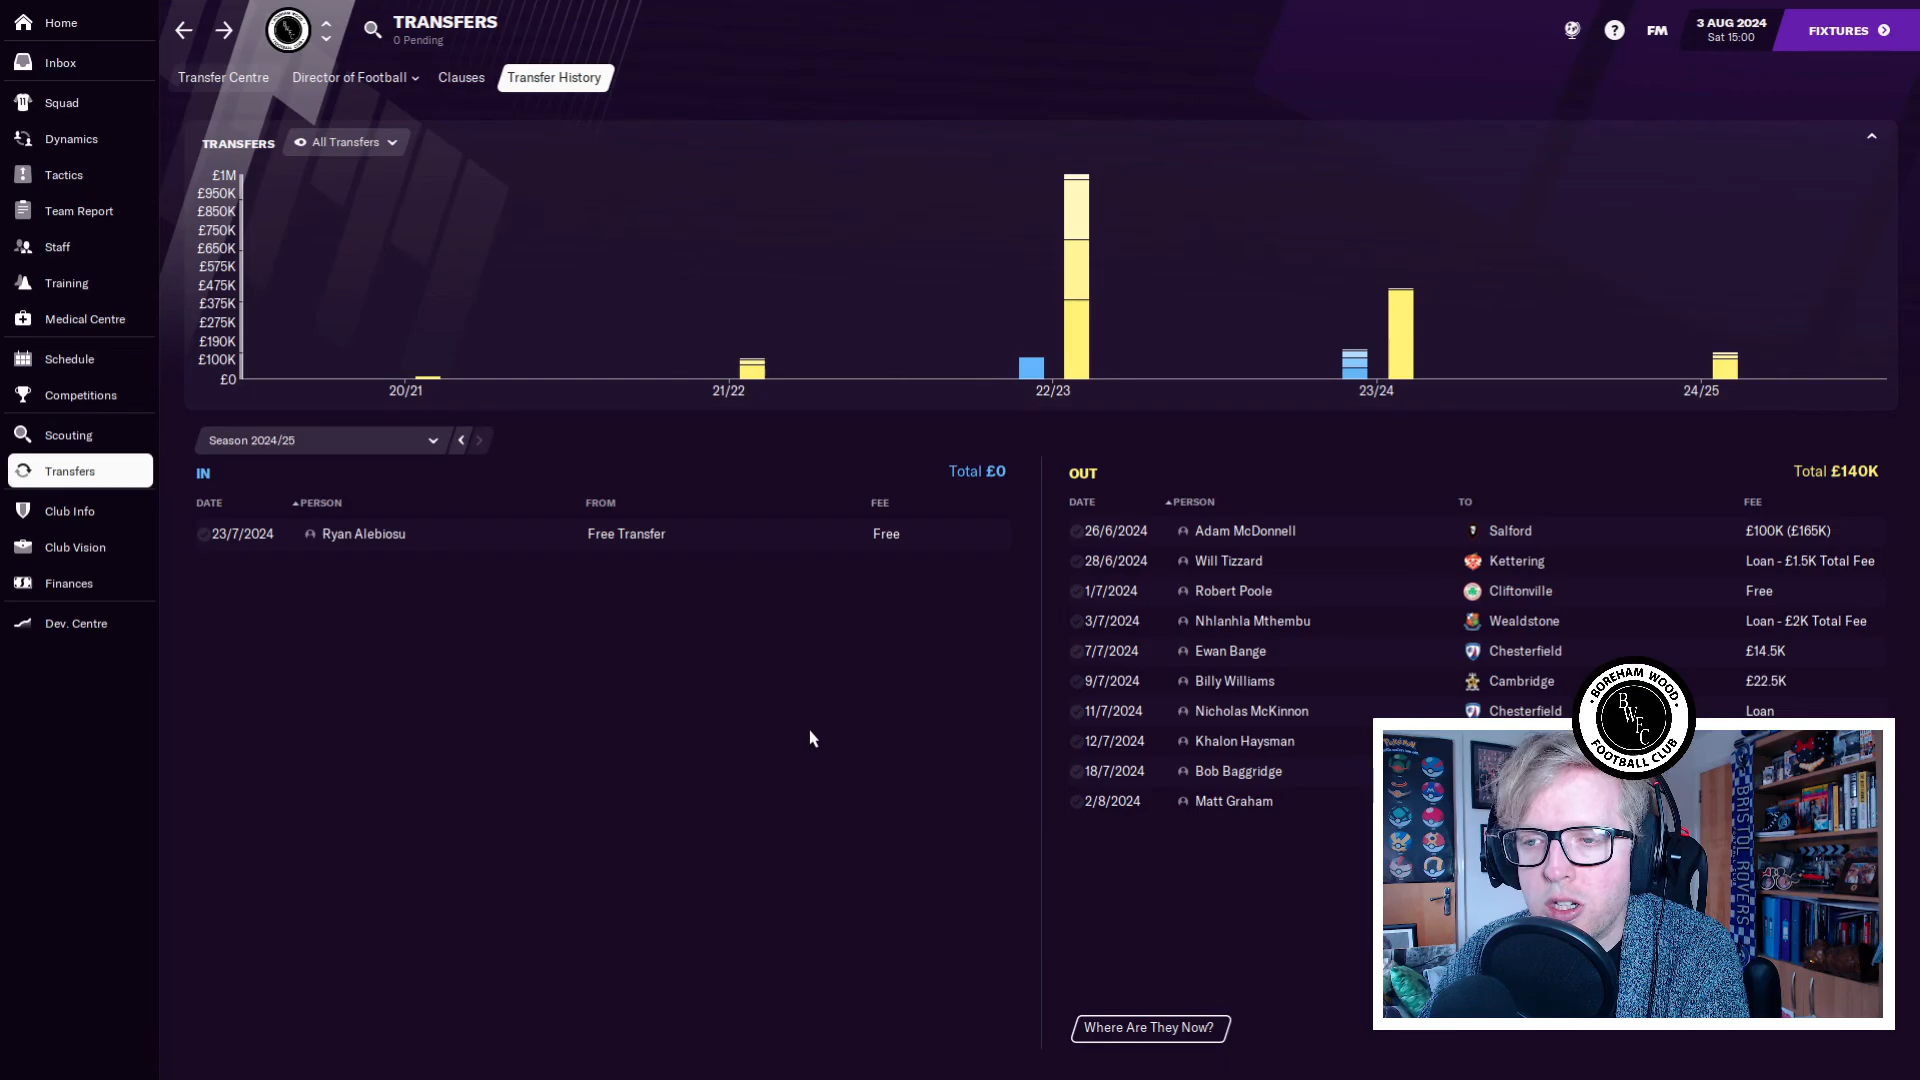 Home
Inbox
Squad
Dynamics
Tactics
Team Report
Staff
Training
Medical Centre
Schedule
Competitions
Scouting
Transfers
Club Info
Club Vision
Finances
Dev. Centre
TRANSFERS
0 Pending
FM
3 AUG 2024
Sat 15:00
FIXTURES
Transfer Centre
Director of Football
Clauses
Transfer History
TRANSFERS
All Transfers
£1M
£950K
£850K
£750K
£650K
£575K
£475K
£375K
£275K
£190K
£100K
£0
20/21 21/22 22/23 23/24 24/25
Season 2024/25
IN Total £0
DATE PERSON FROM FEE
23/7/2024 Ryan Alebiosu Free Transfer Free
OUT Total £140K
DATE PERSON TO FEE
26/6/2024 Adam McDonnell Salford £100K (£165K)
28/6/2024 Will Tizzard Kettering Loan - £1.5K Total Fee
1/7/2024 Robert Poole Cliftonville Free
3/7/2024 Nhlanhla Mthembu Wealdstone Loan - £2K Total Fee
7/7/2024 Ewan Bange Chesterfield £14.5K
9/7/2024 Billy Williams Cambridge £22.5K
11/7/2024 Nicholas McKinnon Chesterfield Loan
12/7/2024 Khalon Haysman
18/7/2024 Bob Baggridge
2/8/2024 Matt Graham
Where Are They Now?
BOREHAM WOOD
BWFC
FOOTBALL CLUB
BRISTOL ROVERS